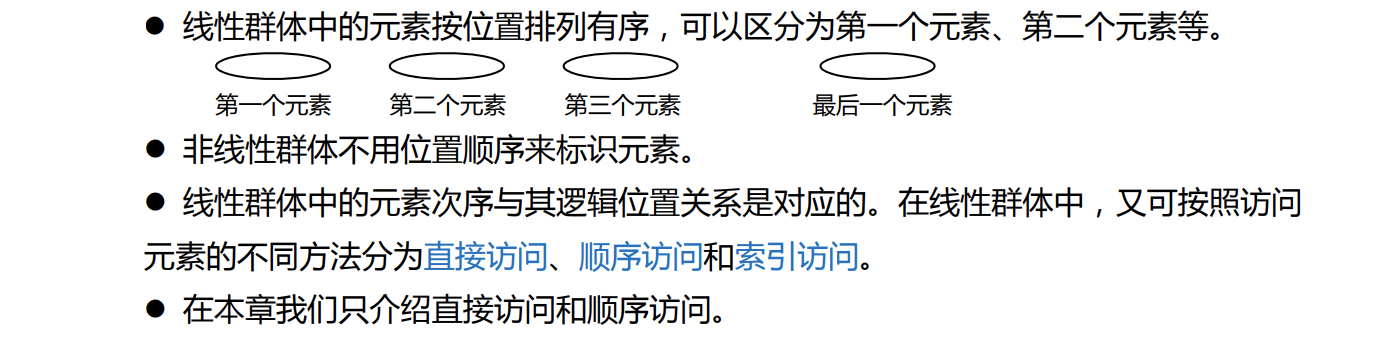 ● 线性群体中的元素按位置排列有序，可以区分为第一个元素、第二个元素等。
第一个元素 第二个元素 第三个元素 最后一个元素
● 非线性群体不用位置顺序来标识元素。
● 线性群体中的元素次序与其逻辑位置关系是对应的。在线性群体中，又可按照访问
元素的不同方法分为直接访问、顺序访问和索引访问。
● 在本章我们只介绍直接访问和顺序访问。